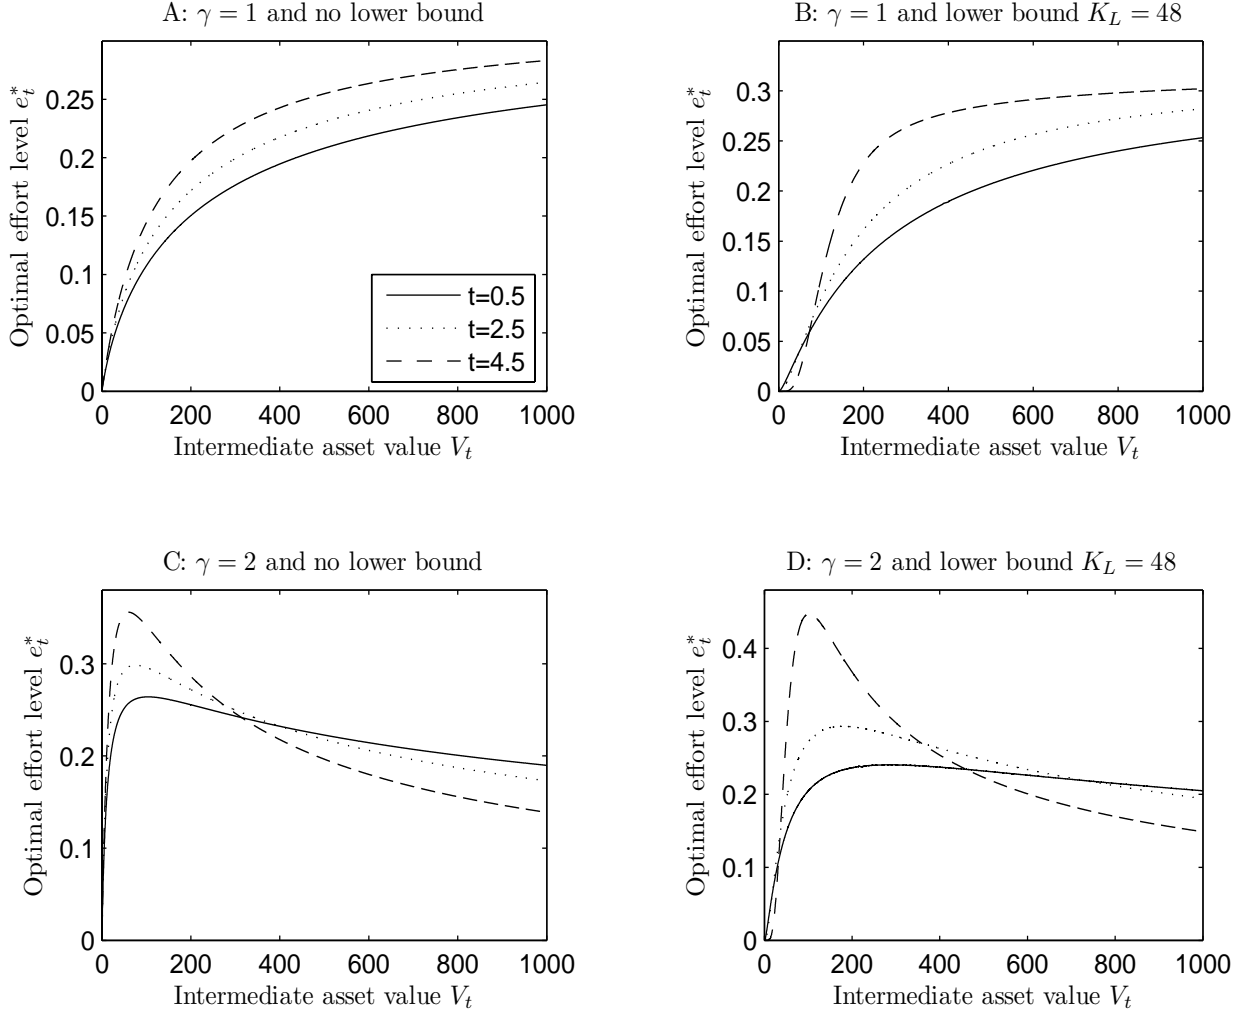 A: γ = 1 and no lower bound
Optimal effort level e*_t
0.25
0.2
0.15
0.1
0.05
0
t=0.5
t=2.5
t=4.5
0 200 400 600 800 1000
Intermediate asset value V_t
B: γ = 1 and lower bound K_L = 48
Optimal effort level e*_t
0.3
0.25
0.2
0.15
0.1
0.05
0
0 200 400 600 800 1000
Intermediate asset value V_t
C: γ = 2 and no lower bound
Optimal effort level e*_t
0.3
0.2
0.1
0
0 200 400 600 800 1000
Intermediate asset value V_t
D: γ = 2 and lower bound K_L = 48
Optimal effort level e*_t
0.4
0.3
0.2
0.1
0
0 200 400 600 800 1000
Intermediate asset value V_t